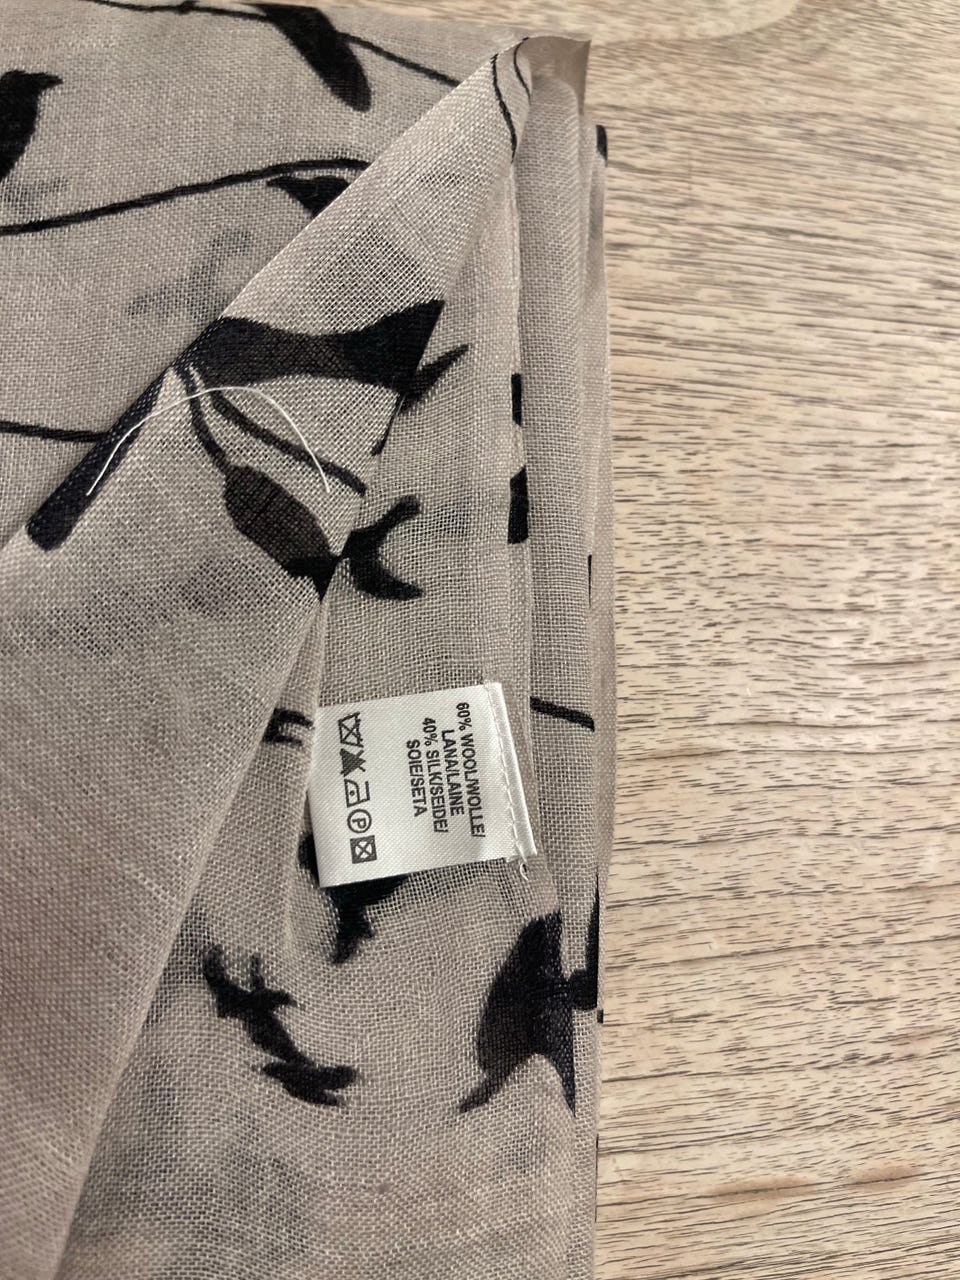 60% WOOL/WOLLE/
LANA/LAINE
40% SILK/SEIDE/
SOIE/SETA
P